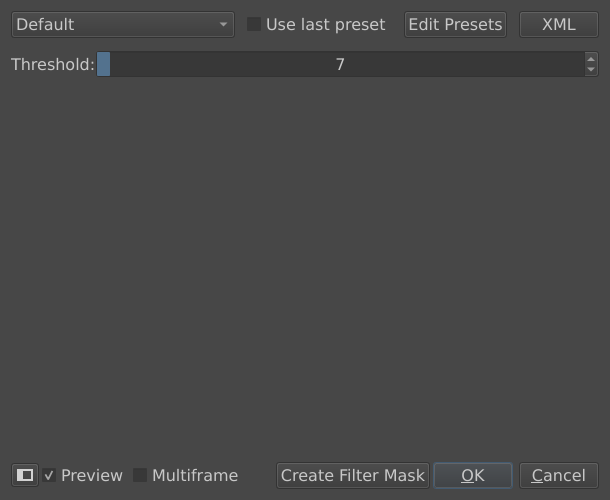 Default Use last preset Edit Presets XML
Threshold: 7
Preview Multiframe Create Filter Mask OK Cancel